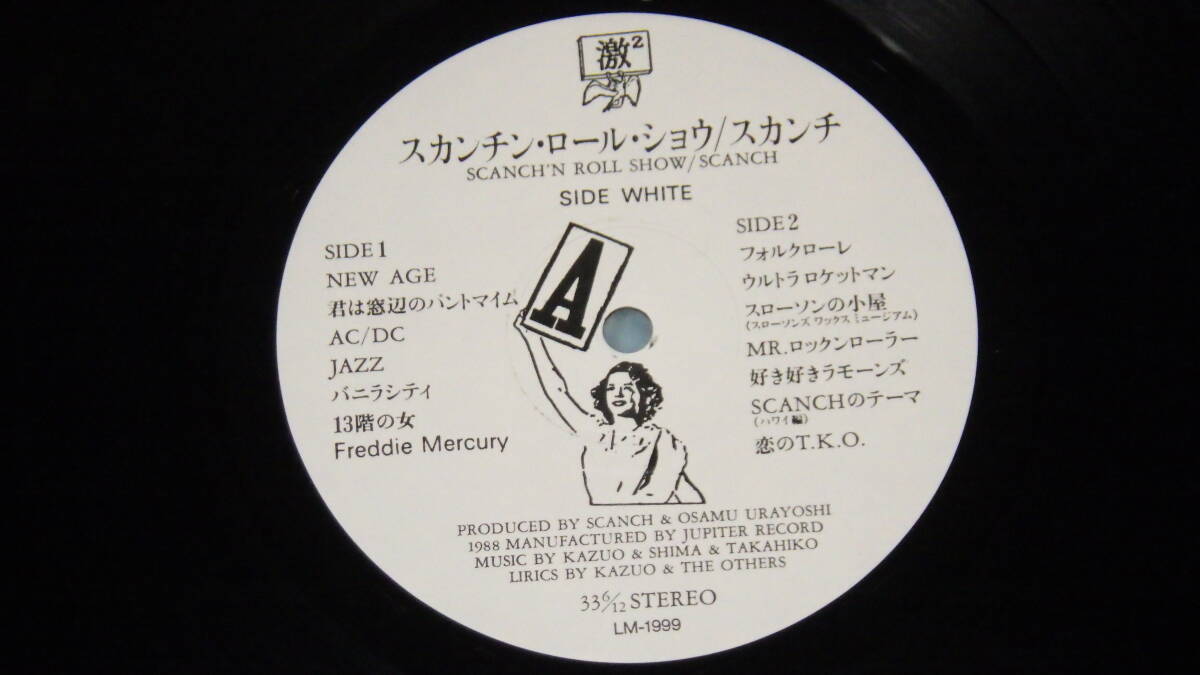 激²
スカンチン・ロール・ショウ/スカンチ
SCANCH'N ROLL SHOW/SCANCH
SIDE WHITE
SIDE 1
NEW AGE
君は窓辺のパントマイム
AC/DC
JAZZ
バニラシティ
13階の女
Freddie Mercury
A
SIDE 2
フォルクローレ
ウルトラロケットマン
スローソンの小屋
(スローソンズ ワックス ミュージアム)
MR.ロックンローラー
好き好きラモーンズ
SCANCHのテーマ
(ハワイ編)
恋のT.K.O.
PRODUCED BY SCANCH & OSAMU URAYOSHI
1988 MANUFACTURED BY JUPITER RECORD
MUSIC BY KAZUO & SHIMA & TAKAHIKO
LIRICS BY KAZUO & THE OTHERS
33 6/12 STEREO
LM-1999